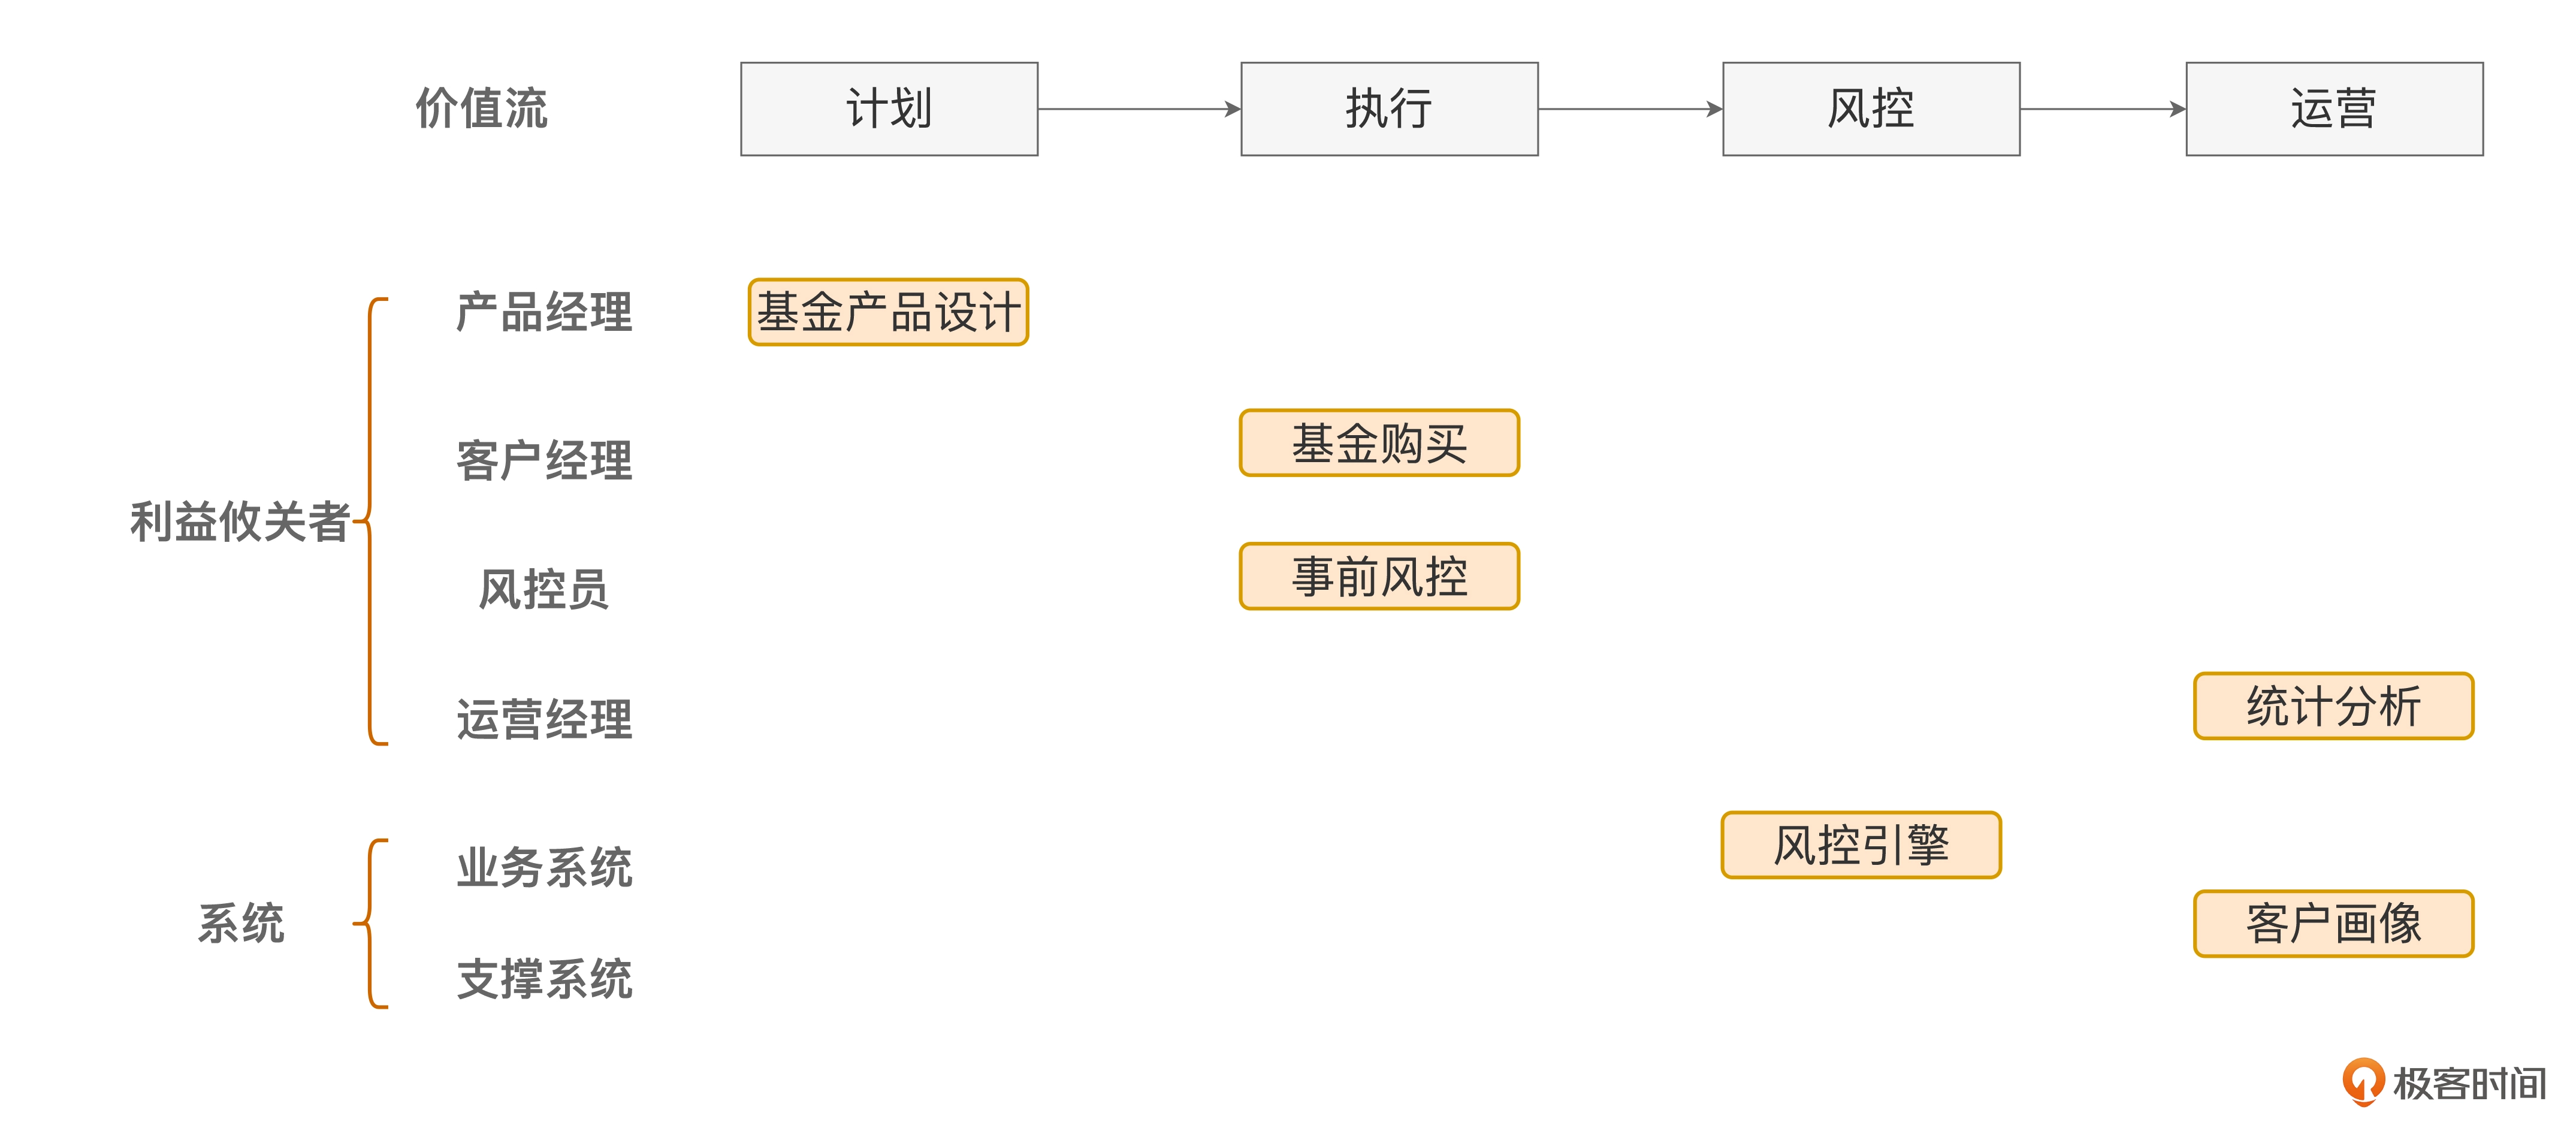 价值流 计划 执行 风控 运营
产品经理 基金产品设计
客户经理 基金购买
利益攸关者
风控员 事前风控
运营经理 统计分析
业务系统 风控引擎
系统 客户画像
支撑系统
极客时间